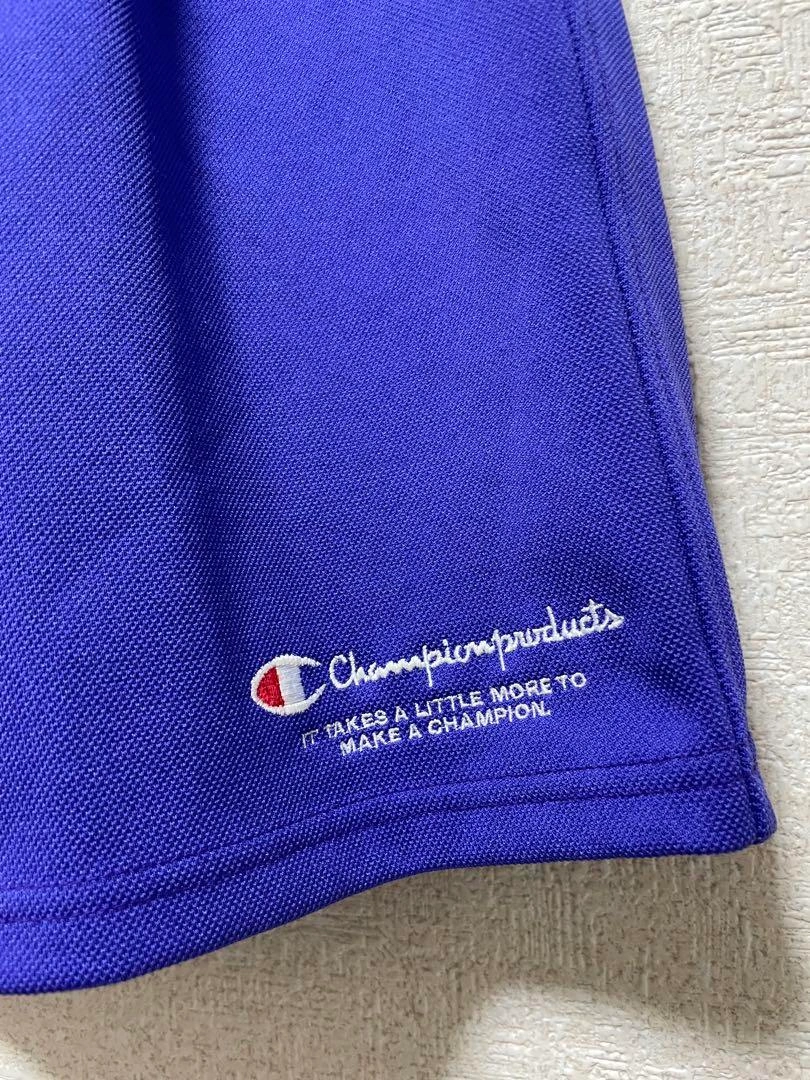 Championproducts
IT TAKES A LITTLE MORE TO
MAKE A CHAMPION.